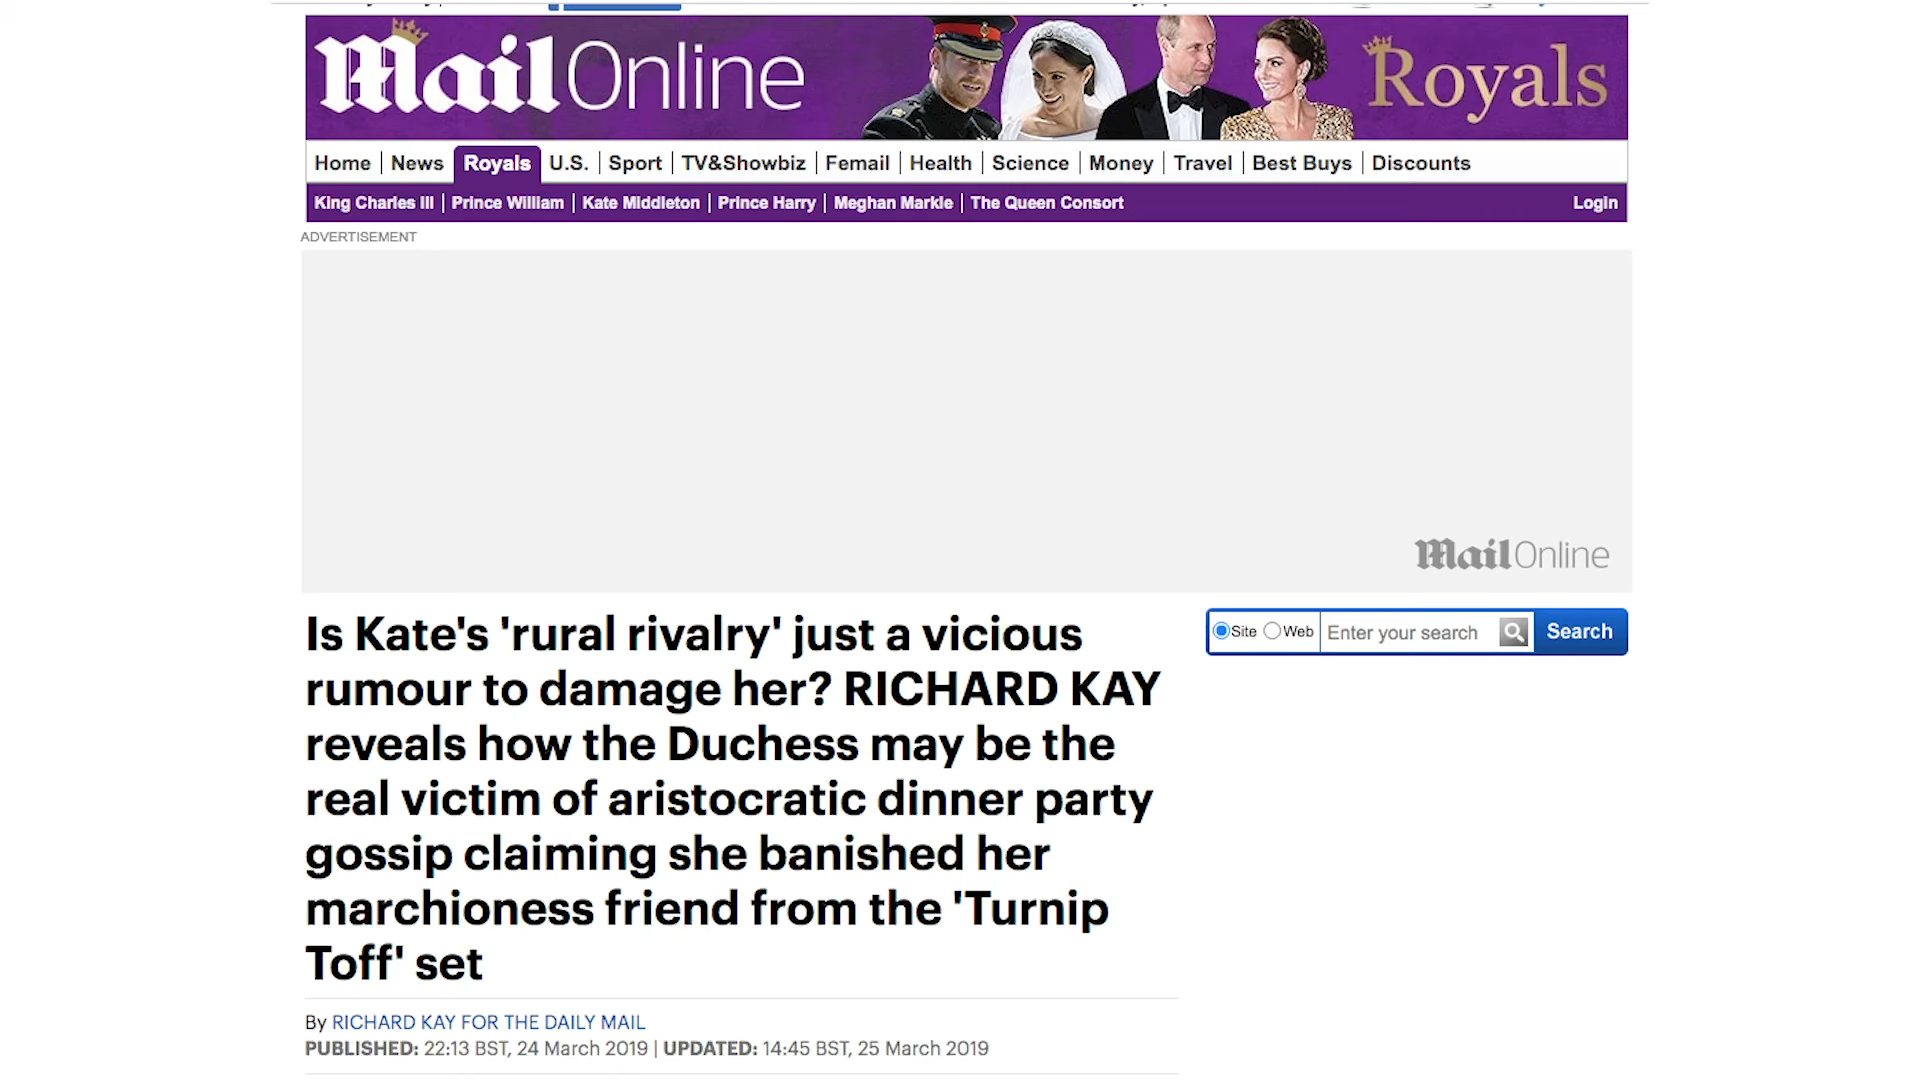 Mail Online
Royals
Home News Royals U.S. Sport TV&Showbiz Femail Health Science Money Travel Best Buys Discounts
King Charles III Prince William Kate Middleton Prince Harry Meghan Markle The Queen Consort Login
ADVERTISEMENT
Mail Online
Is Kate's 'rural rivalry' just a vicious
rumour to damage her? RICHARD KAY
reveals how the Duchess may be the
real victim of aristocratic dinner party
gossip claiming she banished her
marchioness friend from the 'Turnip
Toff' set
Site Web Enter your search Search
By RICHARD KAY FOR THE DAILY MAIL
PUBLISHED: 22:13 BST, 24 March 2019 | UPDATED: 14:45 BST, 25 March 2019